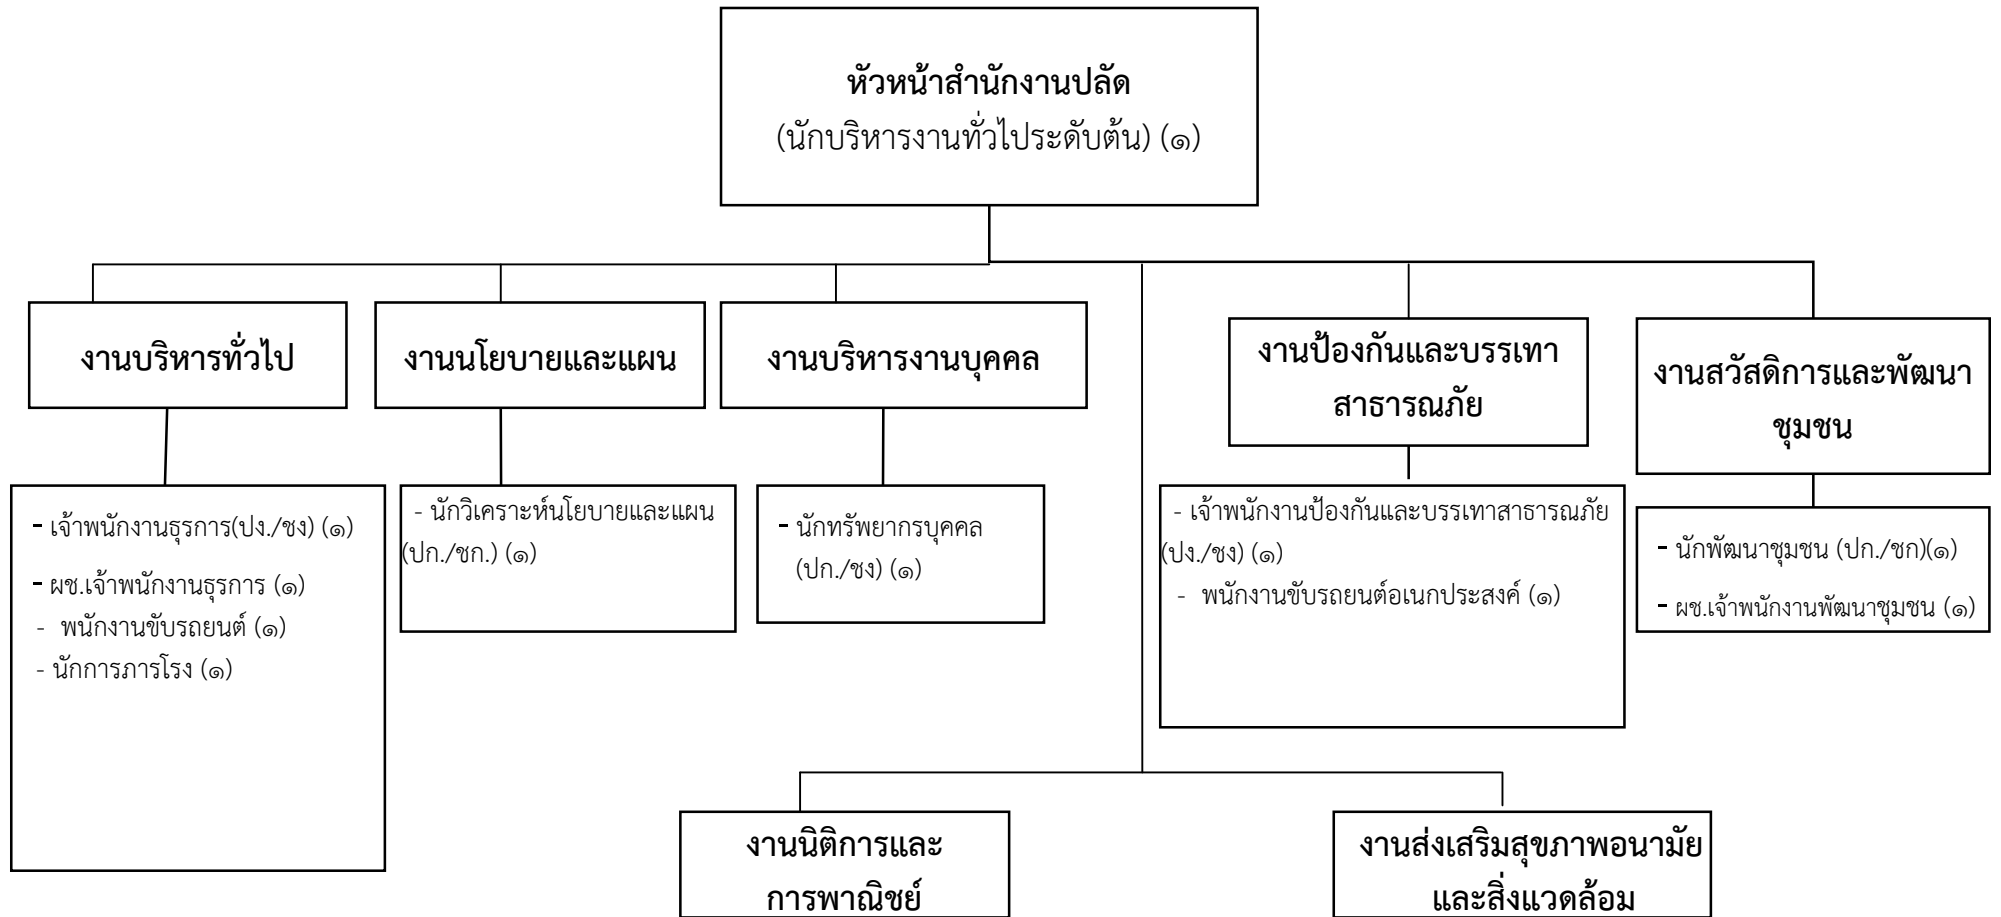 หัวหน้าสำนักงานปลัด
(นักบริหารงานทั่วไประดับต้น) (๑)
งานบริหารทั่วไป
งานนโยบายและแผน
งานบริหารงานบุคคล
งานป้องกันและบรรเทา
สาธารณภัย
งานสวัสดิการและพัฒนา
ชุมชน
- เจ้าพนักงานธุรการ(ปง./ชง) (๑)
- ผช.เจ้าพนักงานธุรการ (๑)
- พนักงานขับรถยนต์ (๑)
- นักการภารโรง (๑)
- นักวิเคราะห์นโยบายและแผน
(ปก./ชก.) (๑)
- นักทรัพยากรบุคคล
(ปก./ชง) (๑)
- เจ้าพนักงานป้องกันและบรรเทาสาธารณภัย
(ปง./ชง) (๑)
- พนักงานขับรถยนต์อเนกประสงค์ (๑)
- นักพัฒนาชุมชน (ปก./ชก)(๑)
- ผช.เจ้าพนักงานพัฒนาชุมชน (๑)
งานนิติการและ
การพาณิชย์
งานส่งเสริมสุขภาพอนามัย
และสิ่งแวดล้อม